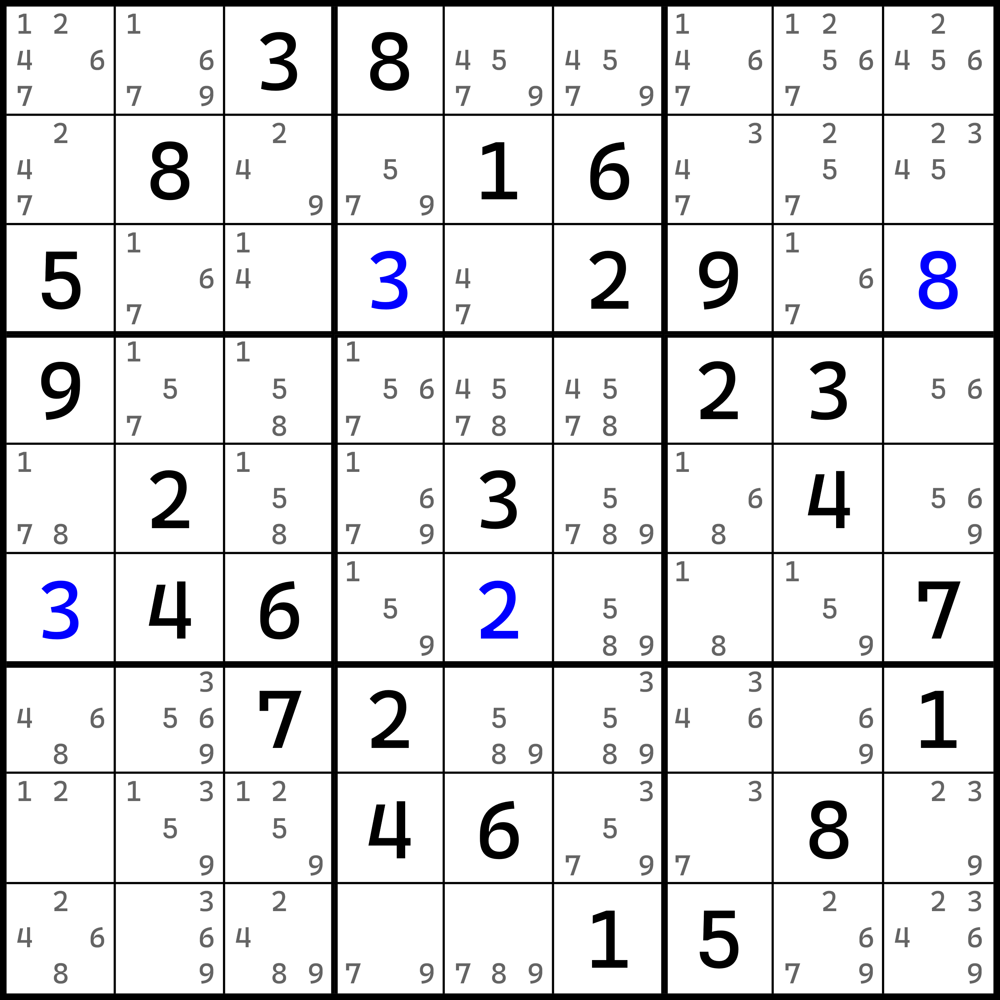 1 2 1 3 8 1 1 2 2
4 6 6 4 5 4 5 4 6 5 6 4 5 6
7 7 9 7 9 7 9 7 7
2 8 2 1 6 3 2 2 3
4 4 5 4 5 4 5
7 9 7 9 7 7
5 1 1 3 2 9 1 8
6 4 4 6
7 7 7
9 1 1 1 2 3
5 5 5 6 4 5 4 5 5 6
7 8 7 7 8 7 8
1 2 1 1 3 1 4
5 6 5 6 5 6
7 8 8 7 9 7 8 9 8 9
3 4 6 1 2 1 1 7
5 5 5
9 8 9 8 9
3 7 2 3 3 1
4 6 5 6 5 5 4 6 6
8 9 8 9 8 9 9
1 2 1 3 1 2 4 6 3 3 8 2 3
5 5 5
9 9 7 9 7 9
2 3 2 1 5 2 2 3
4 6 6 4 6 4 6
8 9 8 9 7 9 7 8 9 7 9 9